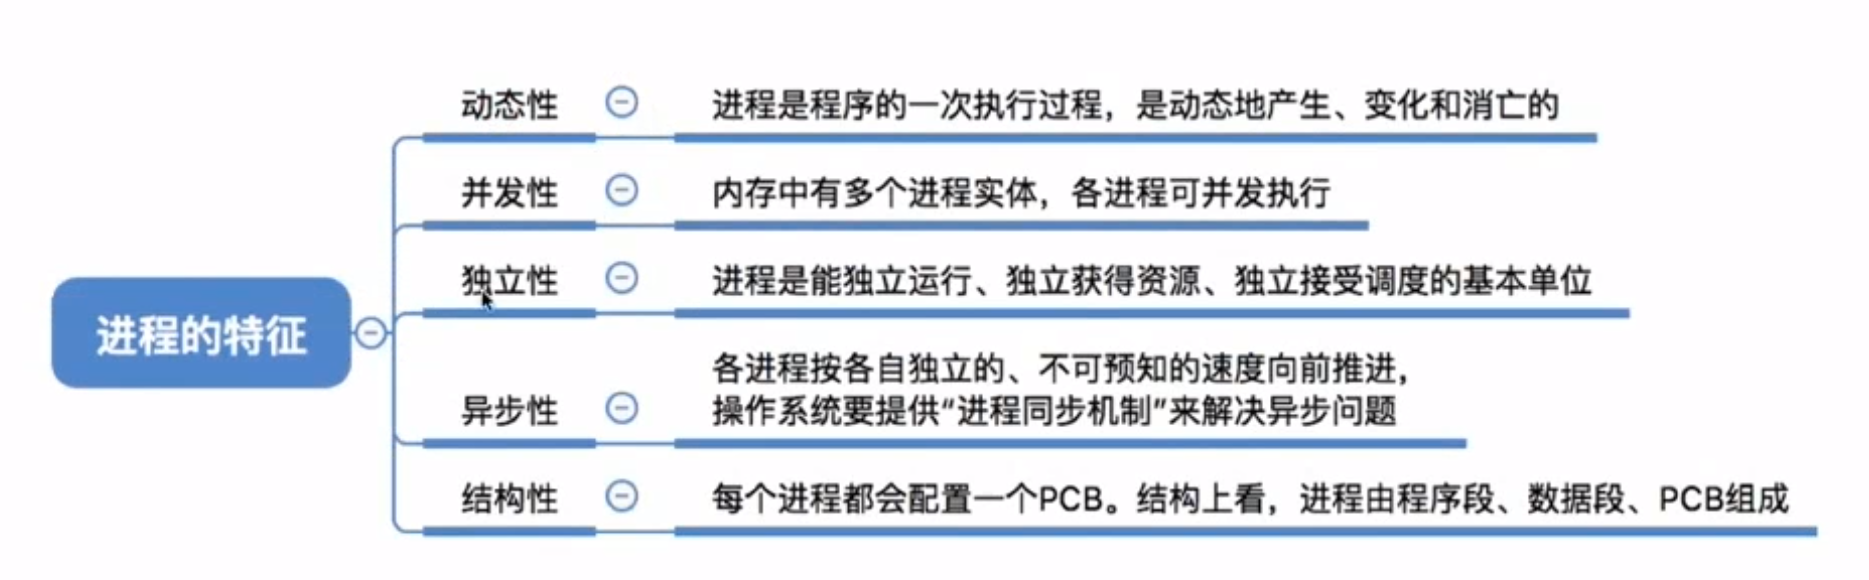 动态性
进程是程序的一次执行过程，是动态地产生、变化和消亡的
并发性
内存中有多个进程实体，各进程可并发执行
独立性
进程是能独立运行、独立获得资源、独立接受调度的基本单位
进程的特征
各进程按各自独立的、不可预知的速度向前推进，
异步性
操作系统要提供“进程同步机制”来解决异步问题
结构性
每个进程都会配置一个PCB。结构上看，进程由程序段、数据段、PCB组成